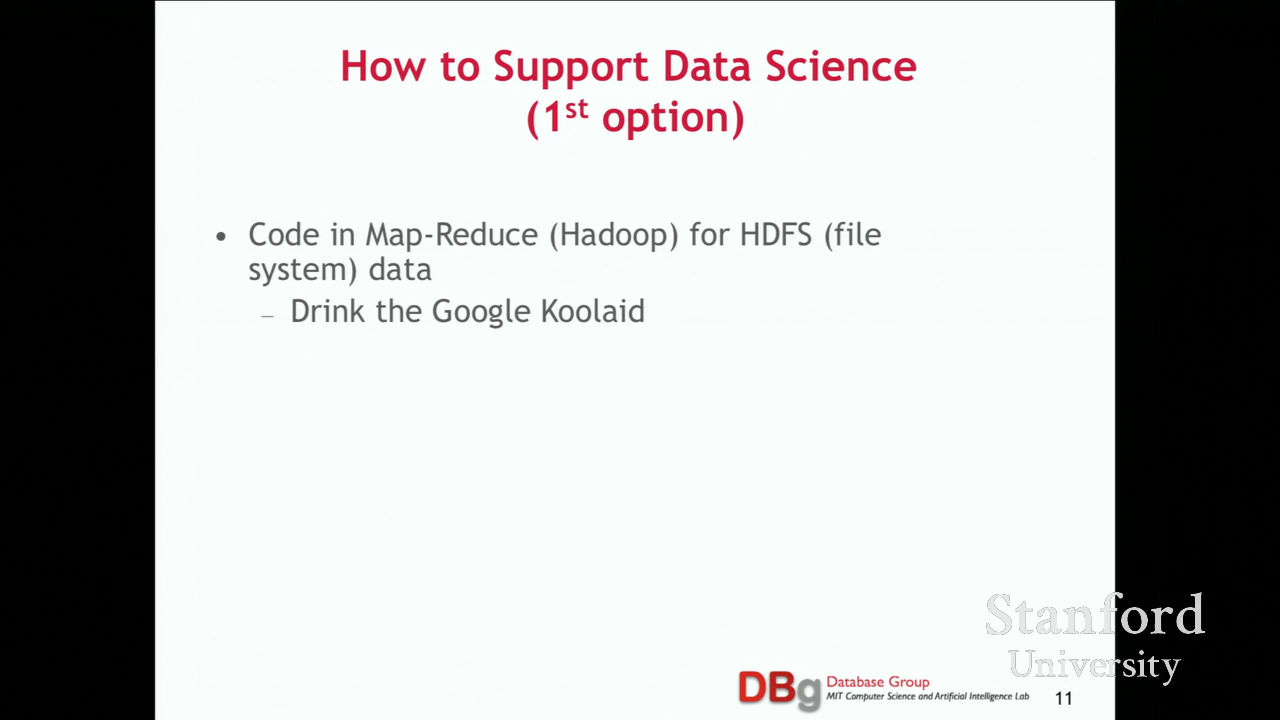 How to Support Data Science
(1st option)
• Code in Map-Reduce (Hadoop) for HDFS (file
system) data
– Drink the Google Koolaid
Stanford
University
DBg Database Group
MIT Computer Science and Artificial Intelligence Lab
11